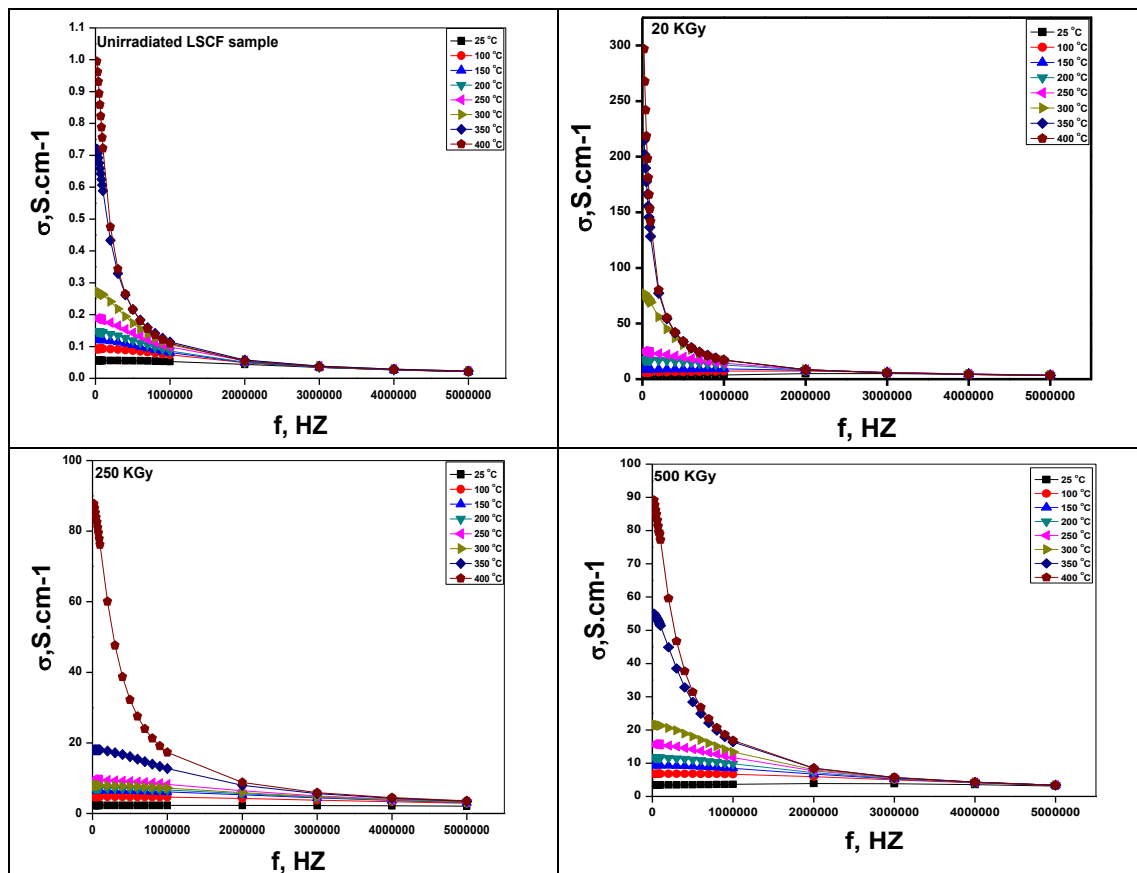 Unirradiated LSCF sample
25 °C
100 °C
150 °C
200 °C
250 °C
300 °C
350 °C
400 °C
1.1
1.0
0.9
0.8
0.7
0.6
0.5
0.4
0.3
0.2
0.1
0.0
σ,S.cm-1
0 1000000 2000000 3000000 4000000 5000000
f, HZ
20 KGy
25 °C
100 °C
150 °C
200 °C
250 °C
300 °C
350 °C
400 °C
300
250
200
150
100
50
0
σ,S.cm-1
0 1000000 2000000 3000000 4000000 5000000
f, HZ
250 KGy
25 °C
100 °C
150 °C
200 °C
250 °C
300 °C
350 °C
400 °C
100
80
60
40
20
0
σ,S.cm-1
0 1000000 2000000 3000000 4000000 5000000
f, HZ
500 KGy
25 °C
100 °C
150 °C
200 °C
250 °C
300 °C
350 °C
400 °C
100
90
80
70
60
50
40
30
20
10
0
σ,S.cm-1
0 1000000 2000000 3000000 4000000 5000000
f, HZ